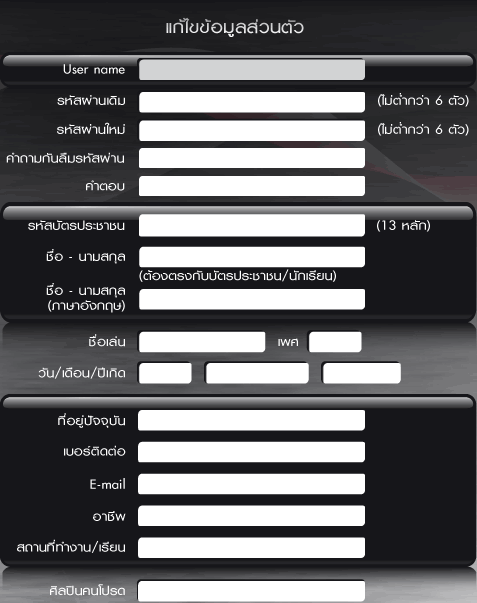 แก้ไขข้อมูลส่วนตัว
User name
รหัสผ่านเดิม (ไม่ต่ำกว่า 6 ตัว)
รหัสผ่านใหม่ (ไม่ต่ำกว่า 6 ตัว)
คำถามกันลืมรหัสผ่าน
คำตอบ
รหัสบัตรประชาชน (13 หลัก)
ชื่อ - นามสกุล
(ต้องตรงกับบัตรประชาชน/นักเรียน)
ชื่อ - นามสกุล
(ภาษาอังกฤษ)
ชื่อเล่น เพศ
วัน/เดือน/ปีเกิด
ที่อยู่ปัจจุบัน
เบอร์ติดต่อ
E-mail
อาชีพ
สถานที่ทำงาน/เรียน
ศิลปินคนโปรด